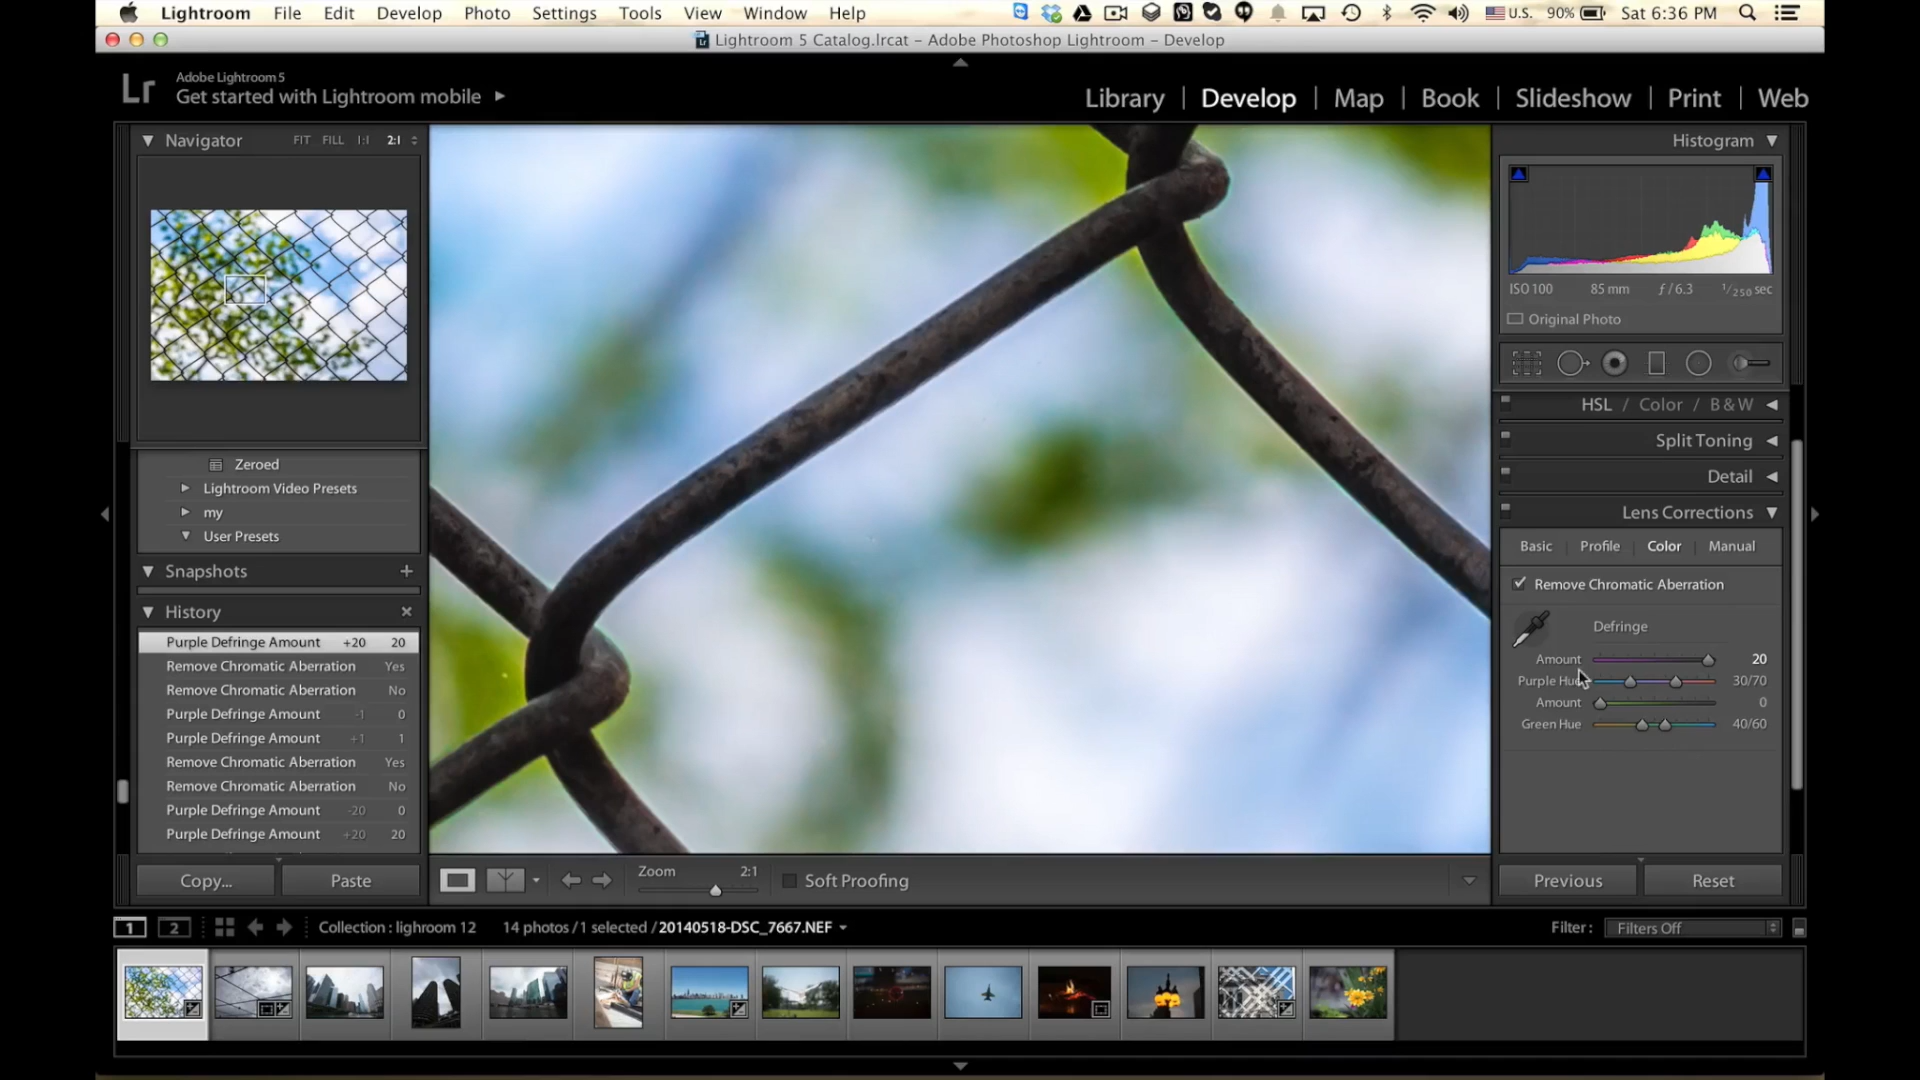 Lightroom File Edit Develop Photo Settings Tools View Window Help U.S. 90% Sat 6:36 PM
Lightroom 5 Catalog.lrcat – Adobe Photoshop Lightroom – Develop
Lr Adobe Lightroom 5
Get started with Lightroom mobile
Library | Develop | Map | Book | Slideshow | Print | Web
Navigator FIT FILL 1:1 2:1
Zeroed
Lightroom Video Presets
my
User Presets
Snapshots
History
Purple Defringe Amount +20 20
Remove Chromatic Aberration Yes
Remove Chromatic Aberration No
Purple Defringe Amount -1 0
Purple Defringe Amount +1 1
Remove Chromatic Aberration Yes
Remove Chromatic Aberration No
Purple Defringe Amount -20 0
Purple Defringe Amount +20 20
Copy... Paste
Zoom 2:1
Soft Proofing
Histogram
ISO 100 85 mm ƒ / 6.3 1/250 sec
Original Photo
HSL / Color / B & W
Split Toning
Detail
Lens Corrections
Basic Profile Color Manual
Remove Chromatic Aberration
Defringe
Amount 20
Purple Hue 30/70
Amount 0
Green Hue 40/60
Previous Reset
1 2 Collection : lighroom 12 14 photos / 1 selected / 20140518-DSC_7667.NEF Filter : Filters Off